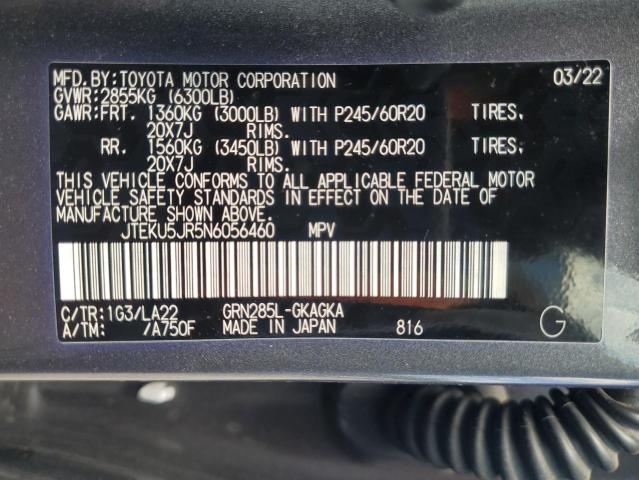 MFD.BY:TOYOTA MOTOR CORPORATION 03/22
GVWR:2855KG (6300LB)
GAWR:FRT. 1360KG (3000LB) WITH P245/60R20 TIRES,
20X7J RIMS.
RR. 1560KG (3450LB) WITH P245/60R20 TIRES,
20X7J RIMS.
THIS VEHICLE CONFORMS TO ALL APPLICABLE FEDERAL MOTOR
VEHICLE SAFETY STANDARDS IN EFFECT ON THE DATE OF
MANUFACTURE SHOWN ABOVE.
JTEKU5JR5N6056460 MPV
C/TR:1G3/LA22 GRN285L-GKAGKA
A/TM: /A750F MADE IN JAPAN 816 G